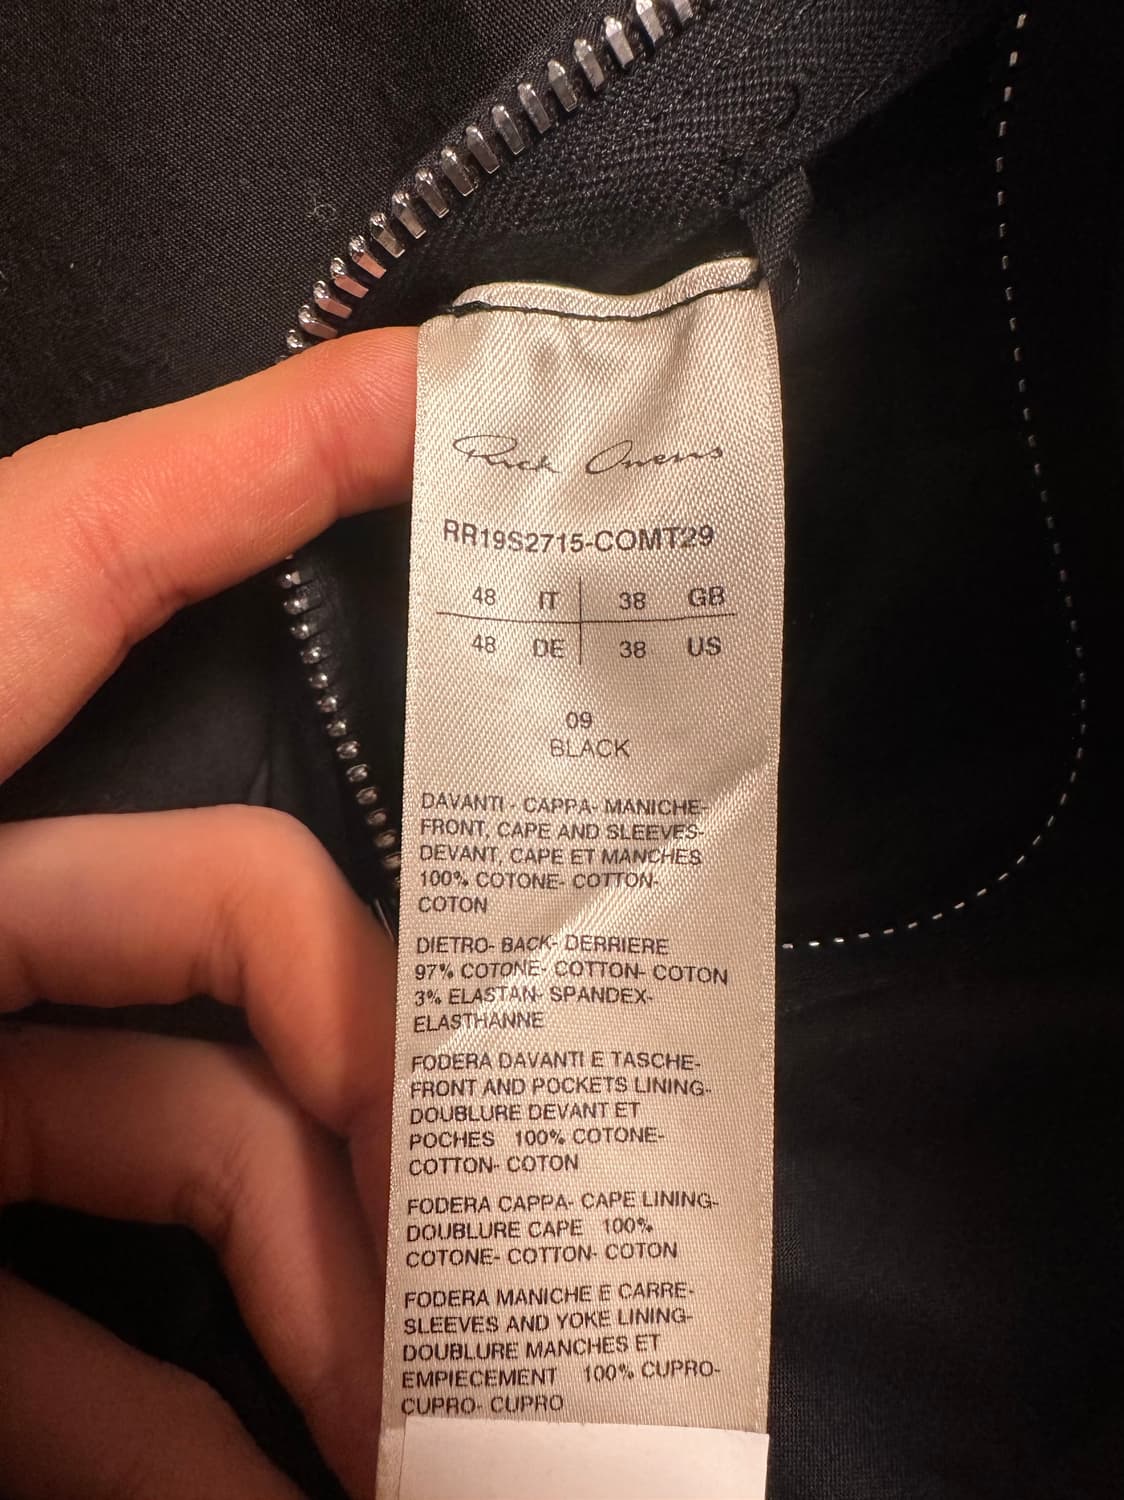 Rick Owens
RR19S2715-COMT29
48 IT 38 GB
48 DE 38 US
09
BLACK
DAVANTI - CAPPA- MANICHE-
FRONT, CAPE AND SLEEVES-
DEVANT, CAPE ET MANCHES
100% COTONE- COTTON-
COTON
DIETRO- BACK- DERRIERE
97% COTONE- COTTON- COTON
3% ELASTAN- SPANDEX-
ELASTHANNE
FODERA DAVANTI E TASCHE-
FRONT AND POCKETS LINING-
DOUBLURE DEVANT ET
POCHES 100% COTONE-
COTTON- COTON
FODERA CAPPA- CAPE LINING-
DOUBLURE CAPE 100%
COTONE- COTTON- COTON
FODERA MANICHE E CARRE-
SLEEVES AND YOKE LINING-
DOUBLURE MANCHES ET
EMPIECEMENT 100% CUPRO-
CUPRO- CUPRO